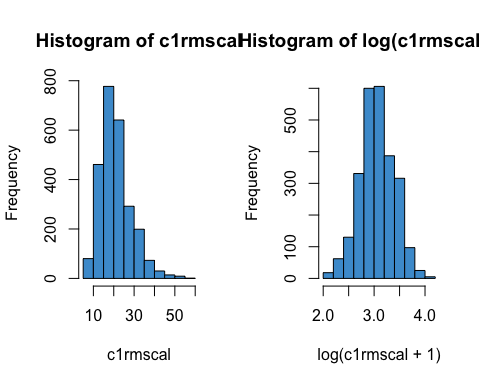 Histogram of c1rmscal
Histogram of log(c1rmscal
Frequency
0 200 400 600 800
10 30 50
c1rmscal
Frequency
0 100 300 500
2.0 3.0 4.0
log(c1rmscal + 1)